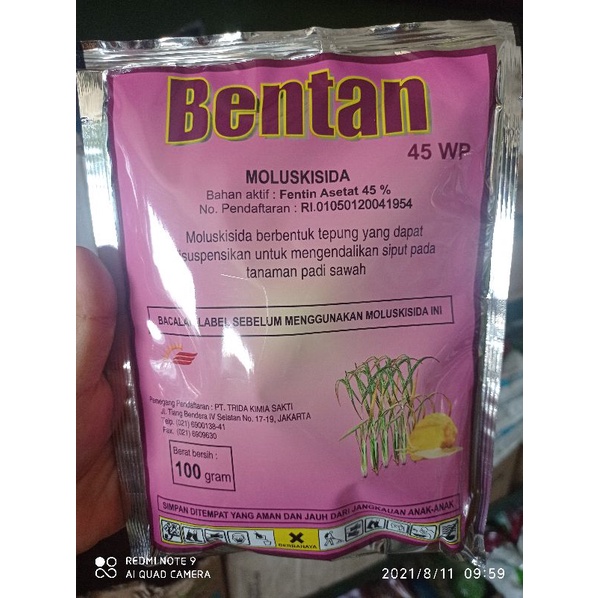 Bentan
45 WP
MOLUSKISIDA
Bahan aktif : Fentin Asetat 45 %
No. Pendaftaran : RI.01050120041954
Moluskisida berbentuk tepung yang dapat
isuspensikan untuk mengendalikan siput pada
tanaman padi sawah
BACALAH LABEL SEBELUM MENGGUNAKAN MOLUSKISIDA INI
Pemegang Pendaftaran : PT. TRIDA KIMIA SAKTI
Jl. Tiang Bendera IV Selatan No. 17-19, JAKARTA
Telp. (021) 6900138-41
Fax. (021) 6909630
Berat bersih :
100 gram
SIMPAN DITEMPAT YANG AMAN DAN JAUH DARI JANGKAUAN ANAK-ANAK
BERBAHAYA
REDMI NOTE 9
AI QUAD CAMERA
2021/8/11 09:59